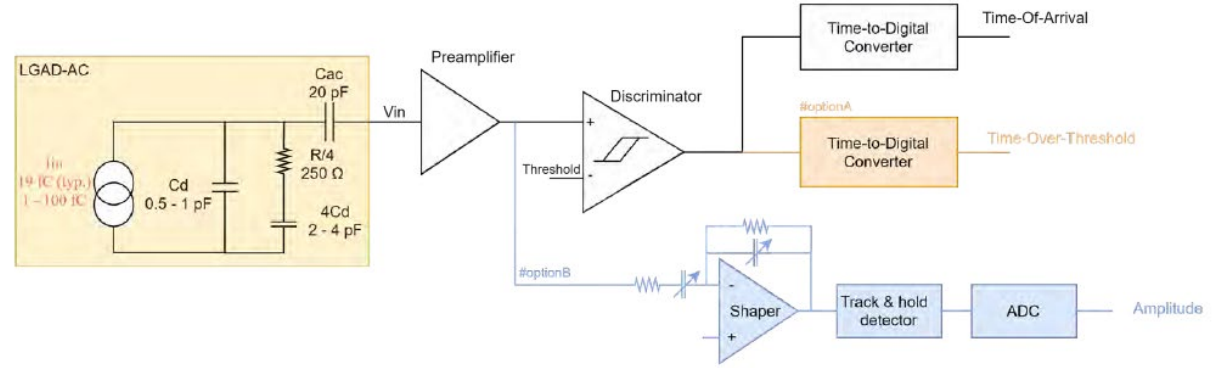 LGAD-AC
Iin
19 fC (typ.)
1 – 100 fC
Cd
0.5 - 1 pF
R/4
250 Ω
4Cd
2 - 4 pF
Cac
20 pF
Vin
Preamplifier
Discriminator
+
Threshold
-
Time-to-Digital
Converter
Time-Of-Arrival
#optionA
Time-to-Digital
Converter
Time-Over-Threshold
#optionB
-
Shaper
+
Track & hold
detector
ADC
Amplitude